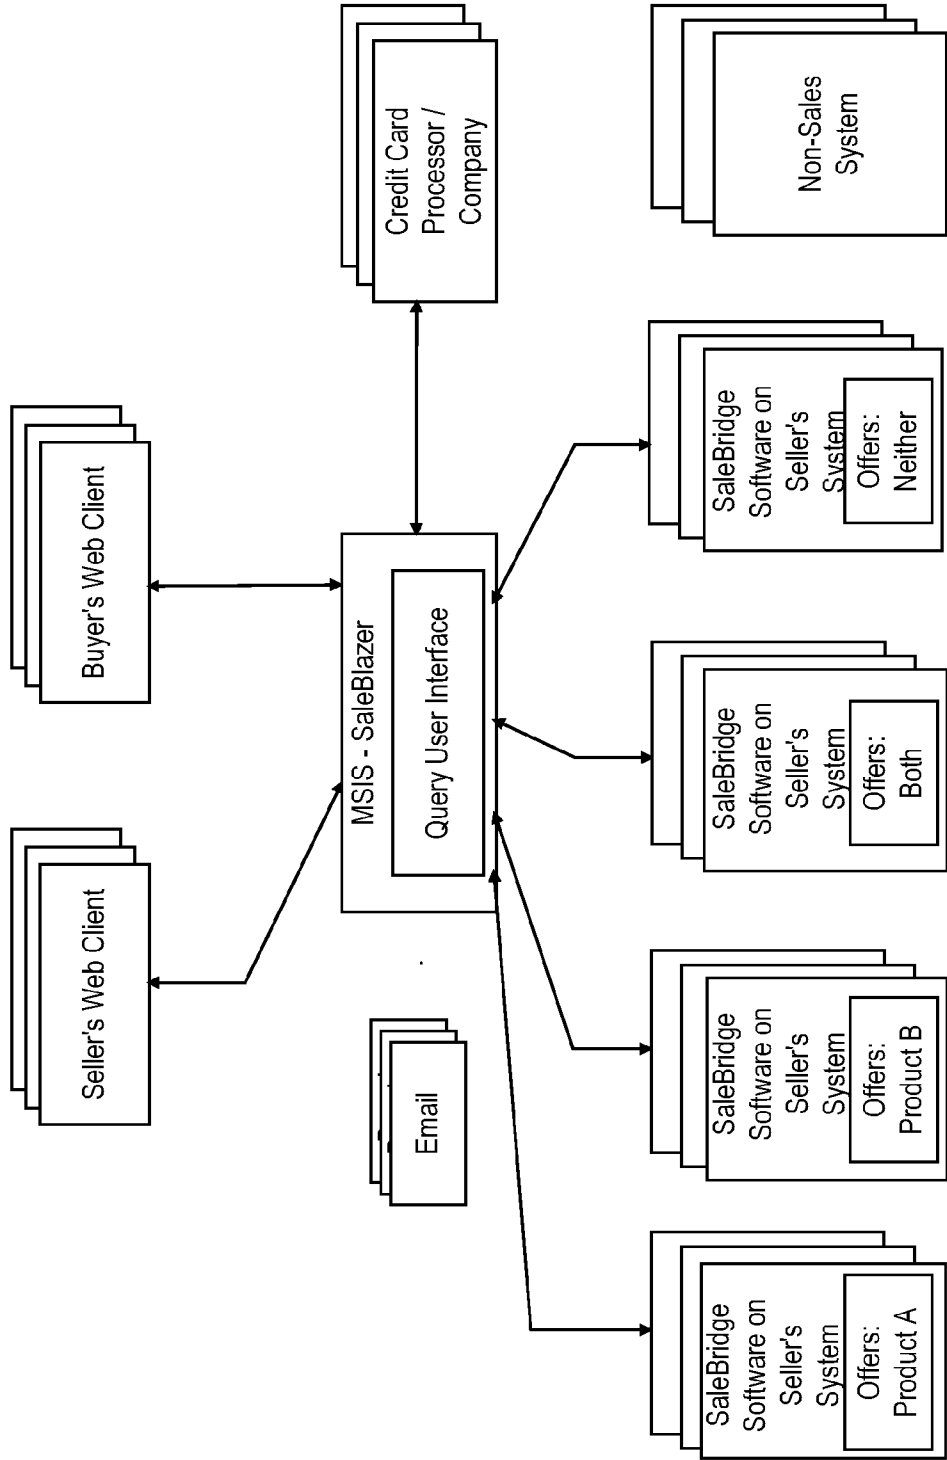 Seller's Web Client
Buyer's Web Client
Email
MSIS - SaleBlazer
Query User Interface
Credit Card
Processor /
Company
SaleBridge
Software on
Seller's
System
Offers:
Product A
SaleBridge
Software on
Seller's
System
Offers:
Product B
SaleBridge
Software on
Seller's
System
Offers:
Both
SaleBridge
Software on
Seller's
System
Offers:
Neither
Non-Sales
System